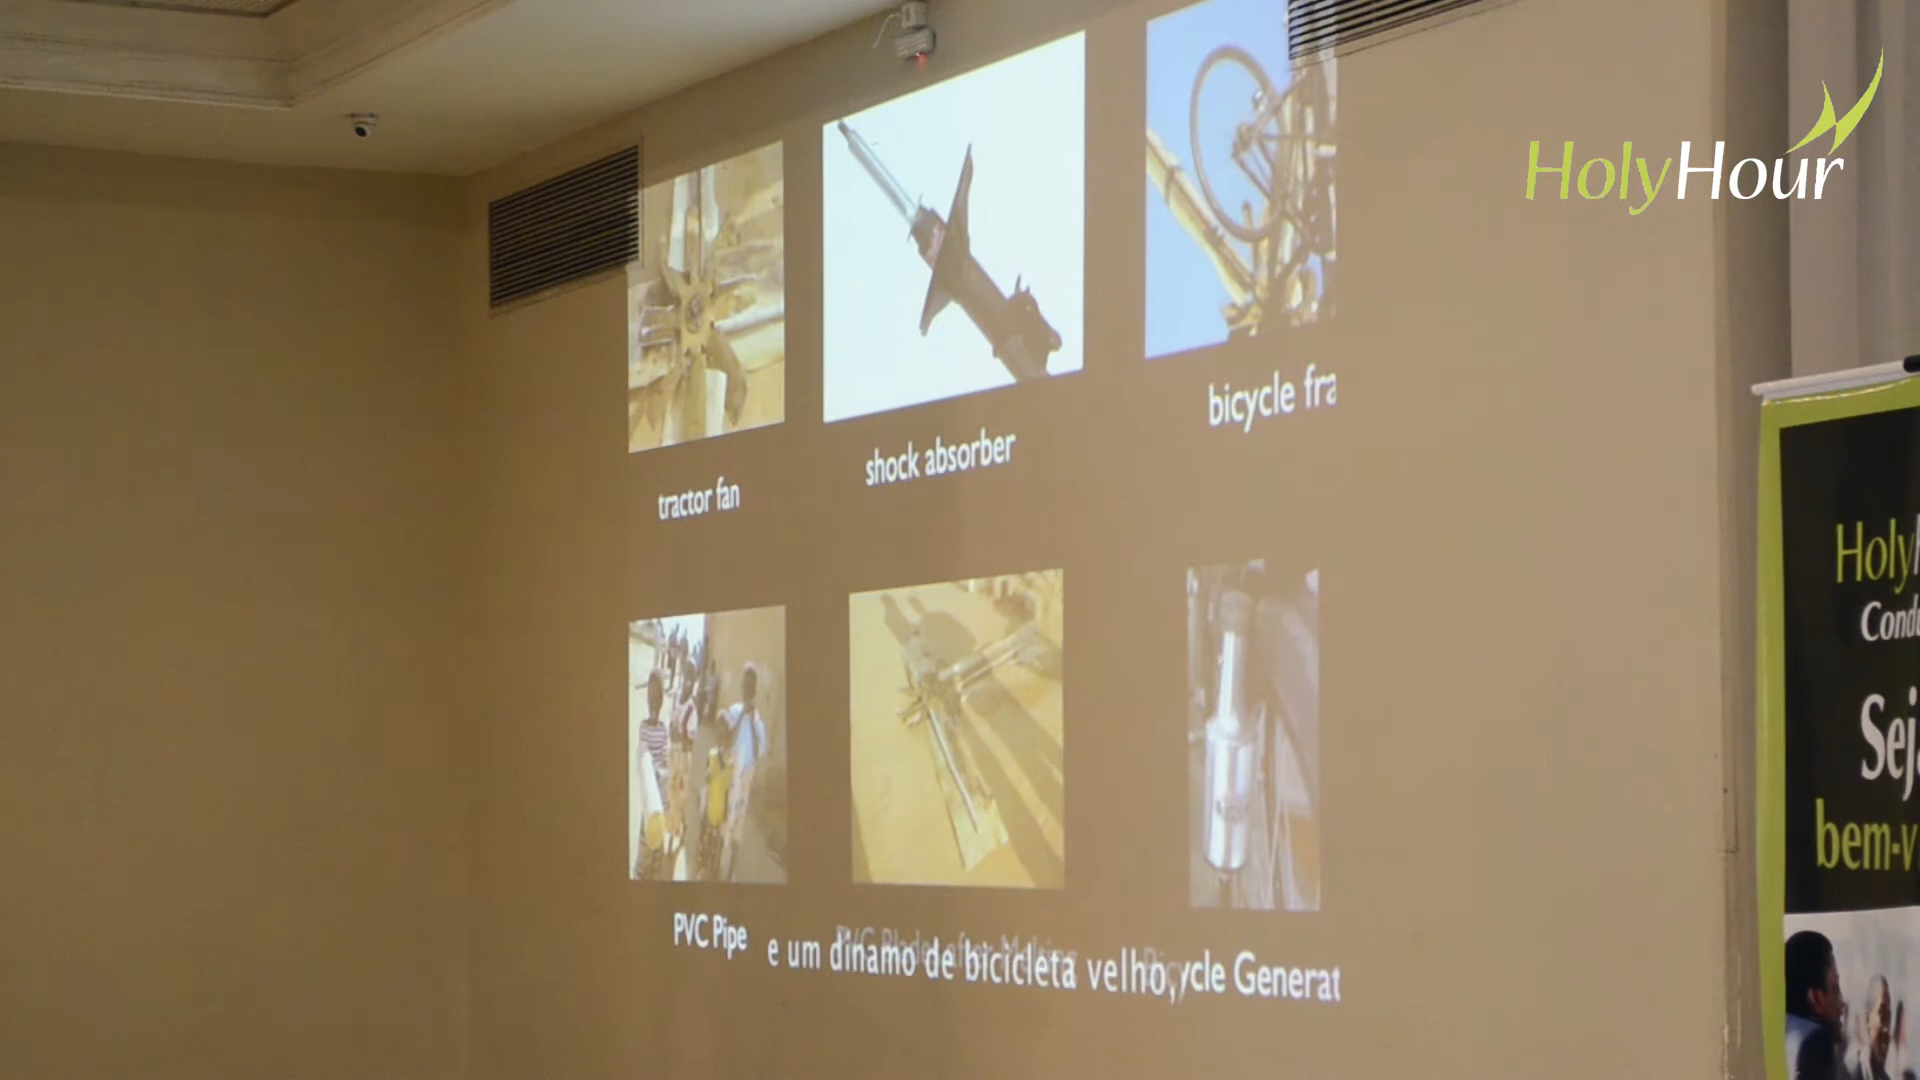 HolyHour
tractor fan
shock absorber
bicycle fra
PVC Pipe
e um dínamo de bicicleta velho,
ycle Generat
Holy
Cond
Sej
bem-v